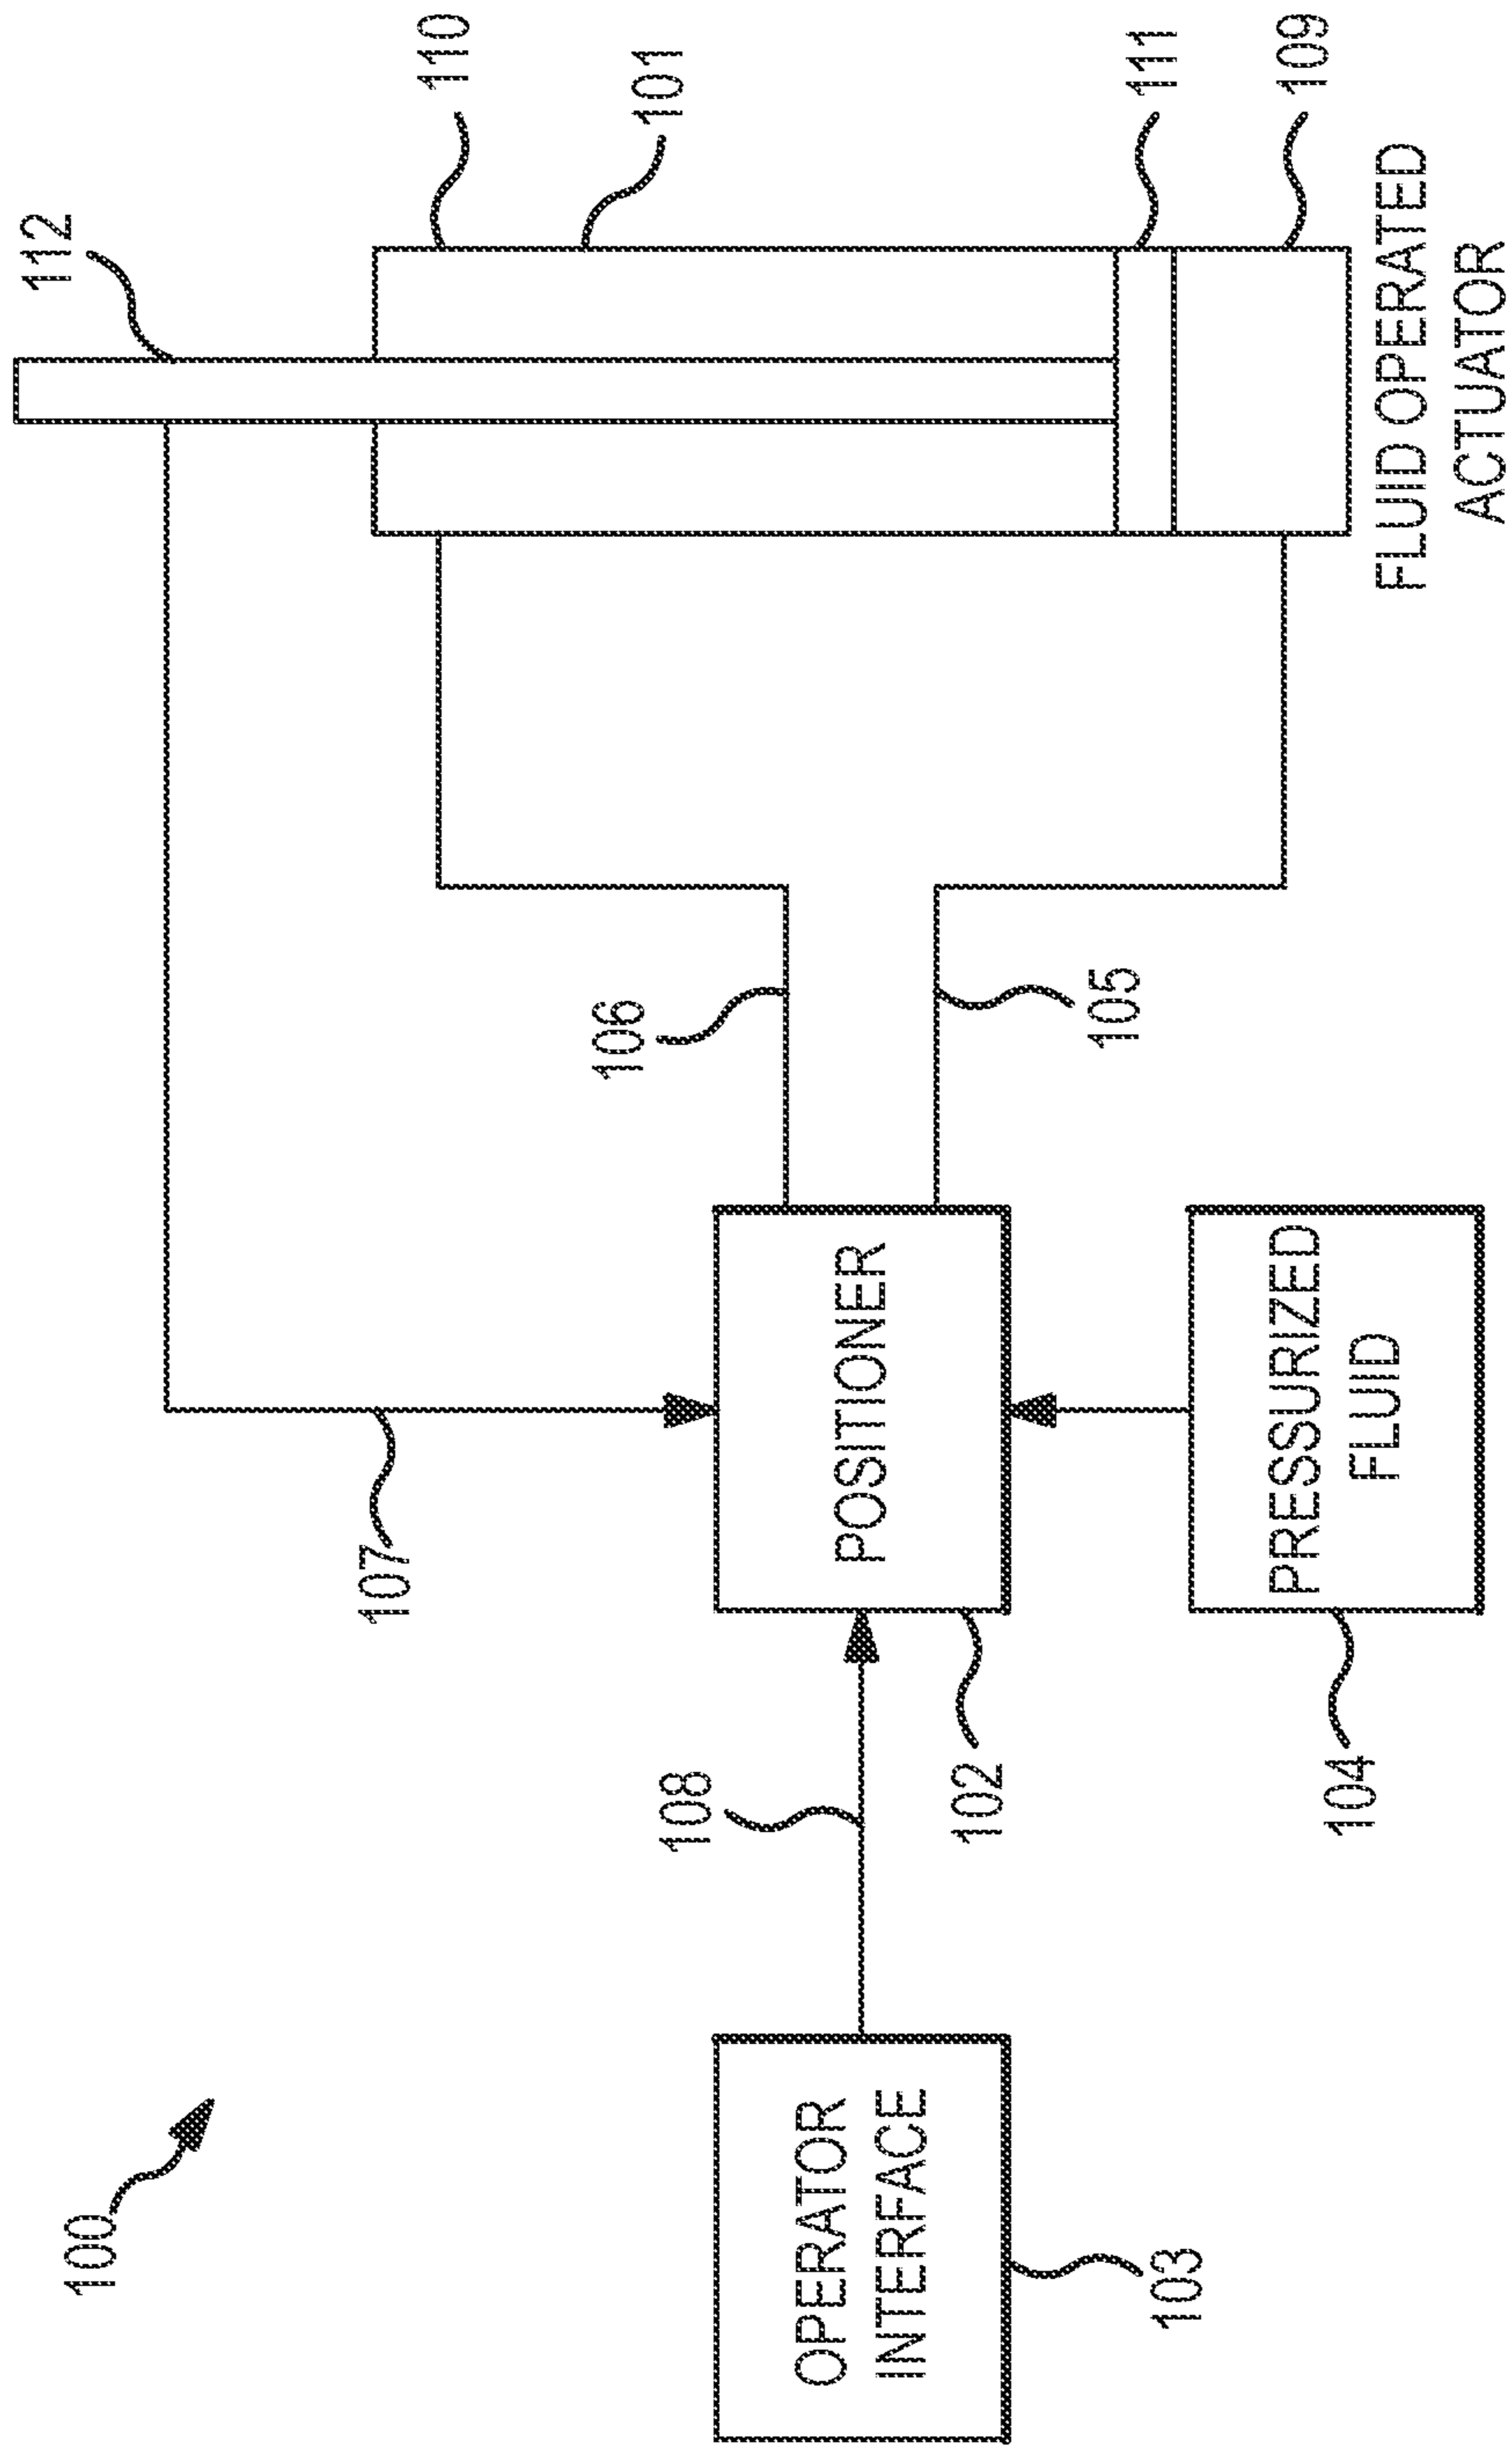 100
112
110
101
111
109
107
106
105
108
102
103
104
OPERATOR
INTERFACE
POSITIONER
PRESSURIZED
FLUID
FLUID OPERATED
ACTUATOR